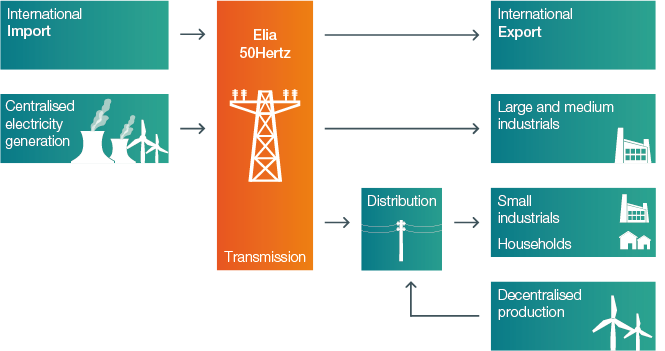 International
Import
Elia
50Hertz
International
Export
Centralised
electricity
generation
Large and medium
industrials
Distribution
Small
industrials
Households
Transmission
Decentralised
production